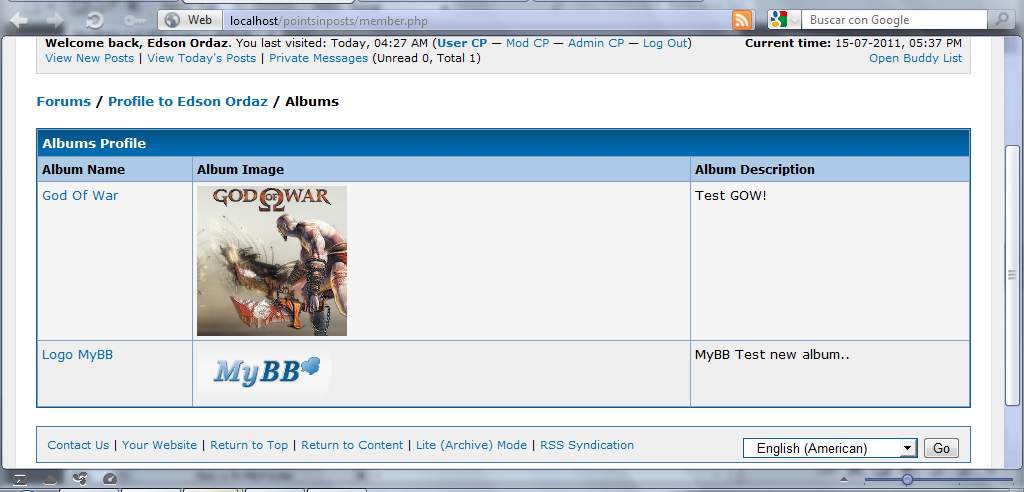 Web
localhost/pointsinposts/member.php
Buscar con Google
Welcome back, Edson Ordaz. You last visited: Today, 04:27 AM (User CP — Mod CP — Admin CP — Log Out)
Current time: 15-07-2011, 05:37 PM
View New Posts | View Today's Posts | Private Messages (Unread 0, Total 1)
Open Buddy List
Forums / Profile to Edson Ordaz / Albums
Albums Profile
Album Name
Album Image
Album Description
God Of War
GOD OF WAR
Test GOW!
Logo MyBB
MyBB
MyBB Test new album..
Contact Us | Your Website | Return to Top | Return to Content | Lite (Archive) Mode | RSS Syndication
English (American)
Go